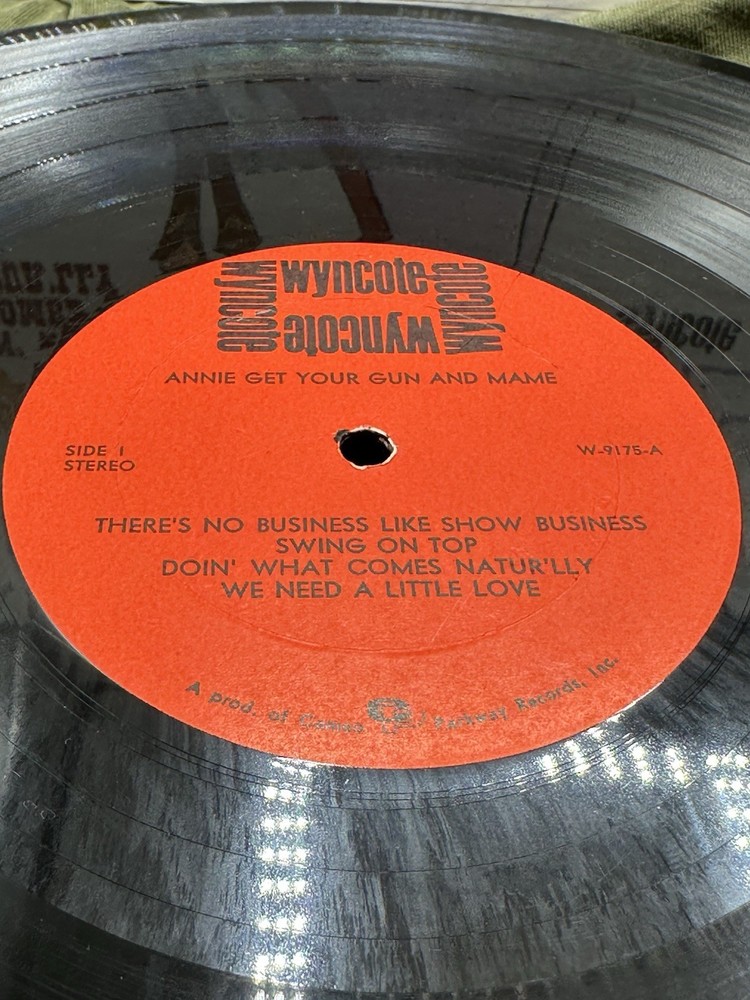 wyncote wyncote wyncote
wyncote wyncote
ANNIE GET YOUR GUN AND MAME
SIDE 1
STEREO
W-9175-A
THERE'S NO BUSINESS LIKE SHOW BUSINESS
SWING ON TOP
DOIN' WHAT COMES NATUR'LLY
WE NEED A LITTLE LOVE
A prod. of Cameo Parkway Records, Inc.